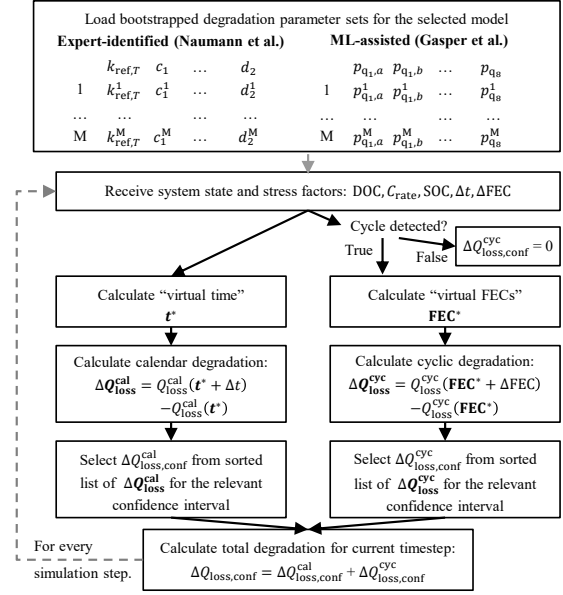 Load bootstrapped degradation parameter sets for the selected model
Expert-identified (Naumann et al.) ML-assisted (Gasper et al.)
k_ref,T c_1 … d_2 p_q₁,a p_q₁,b … p_q₈
1 k^1_ref,T c^1_1 … d^1_2 1 p^1_q₁,a p^1_q₁,b … p^1_q₈
… … … … …
M k^M_ref,T c^M_1 … d^M_2 M p^M_q₁,a p^M_q₁,b … p^M_q₈
Receive system state and stress factors: DOC, C_rate, SOC, Δt, ΔFEC
Cycle detected?
True
False
ΔQ^cyc_loss,conf = 0
Calculate “virtual time”
t*
Calculate “virtual FECs”
FEC*
Calculate calendar degradation:
ΔQ^cal_loss = Q^cal_loss(t* + Δt)
−Q^cal_loss(t*)
Calculate cyclic degradation:
ΔQ^cyc_loss = Q^cyc_loss(FEC* + ΔFEC)
−Q^cyc_loss(FEC*)
Select ΔQ^cal_loss,conf from sorted
list of ΔQ^cal_loss for the relevant
confidence interval
Select ΔQ^cyc_loss,conf from sorted
list of ΔQ^cyc_loss for the relevant
confidence interval
For every
simulation step.
Calculate total degradation for current timestep:
ΔQ_loss,conf = ΔQ^cal_loss,conf + ΔQ^cyc_loss,conf